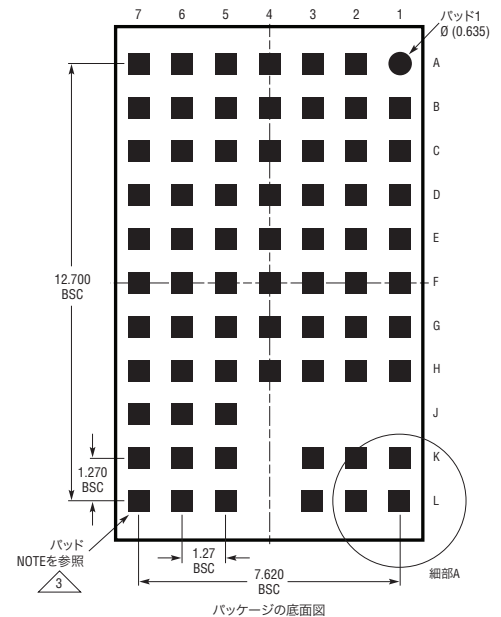 7 6 5 4 3 2 1
パッド1
Ø (0.635)
A
B
C
D
E
F
G
H
J
K
L
12.700
BSC
1.270
BSC
パッド
NOTEを参照
3
1.27
BSC
7.620
BSC
細部A
パッケージの底面図